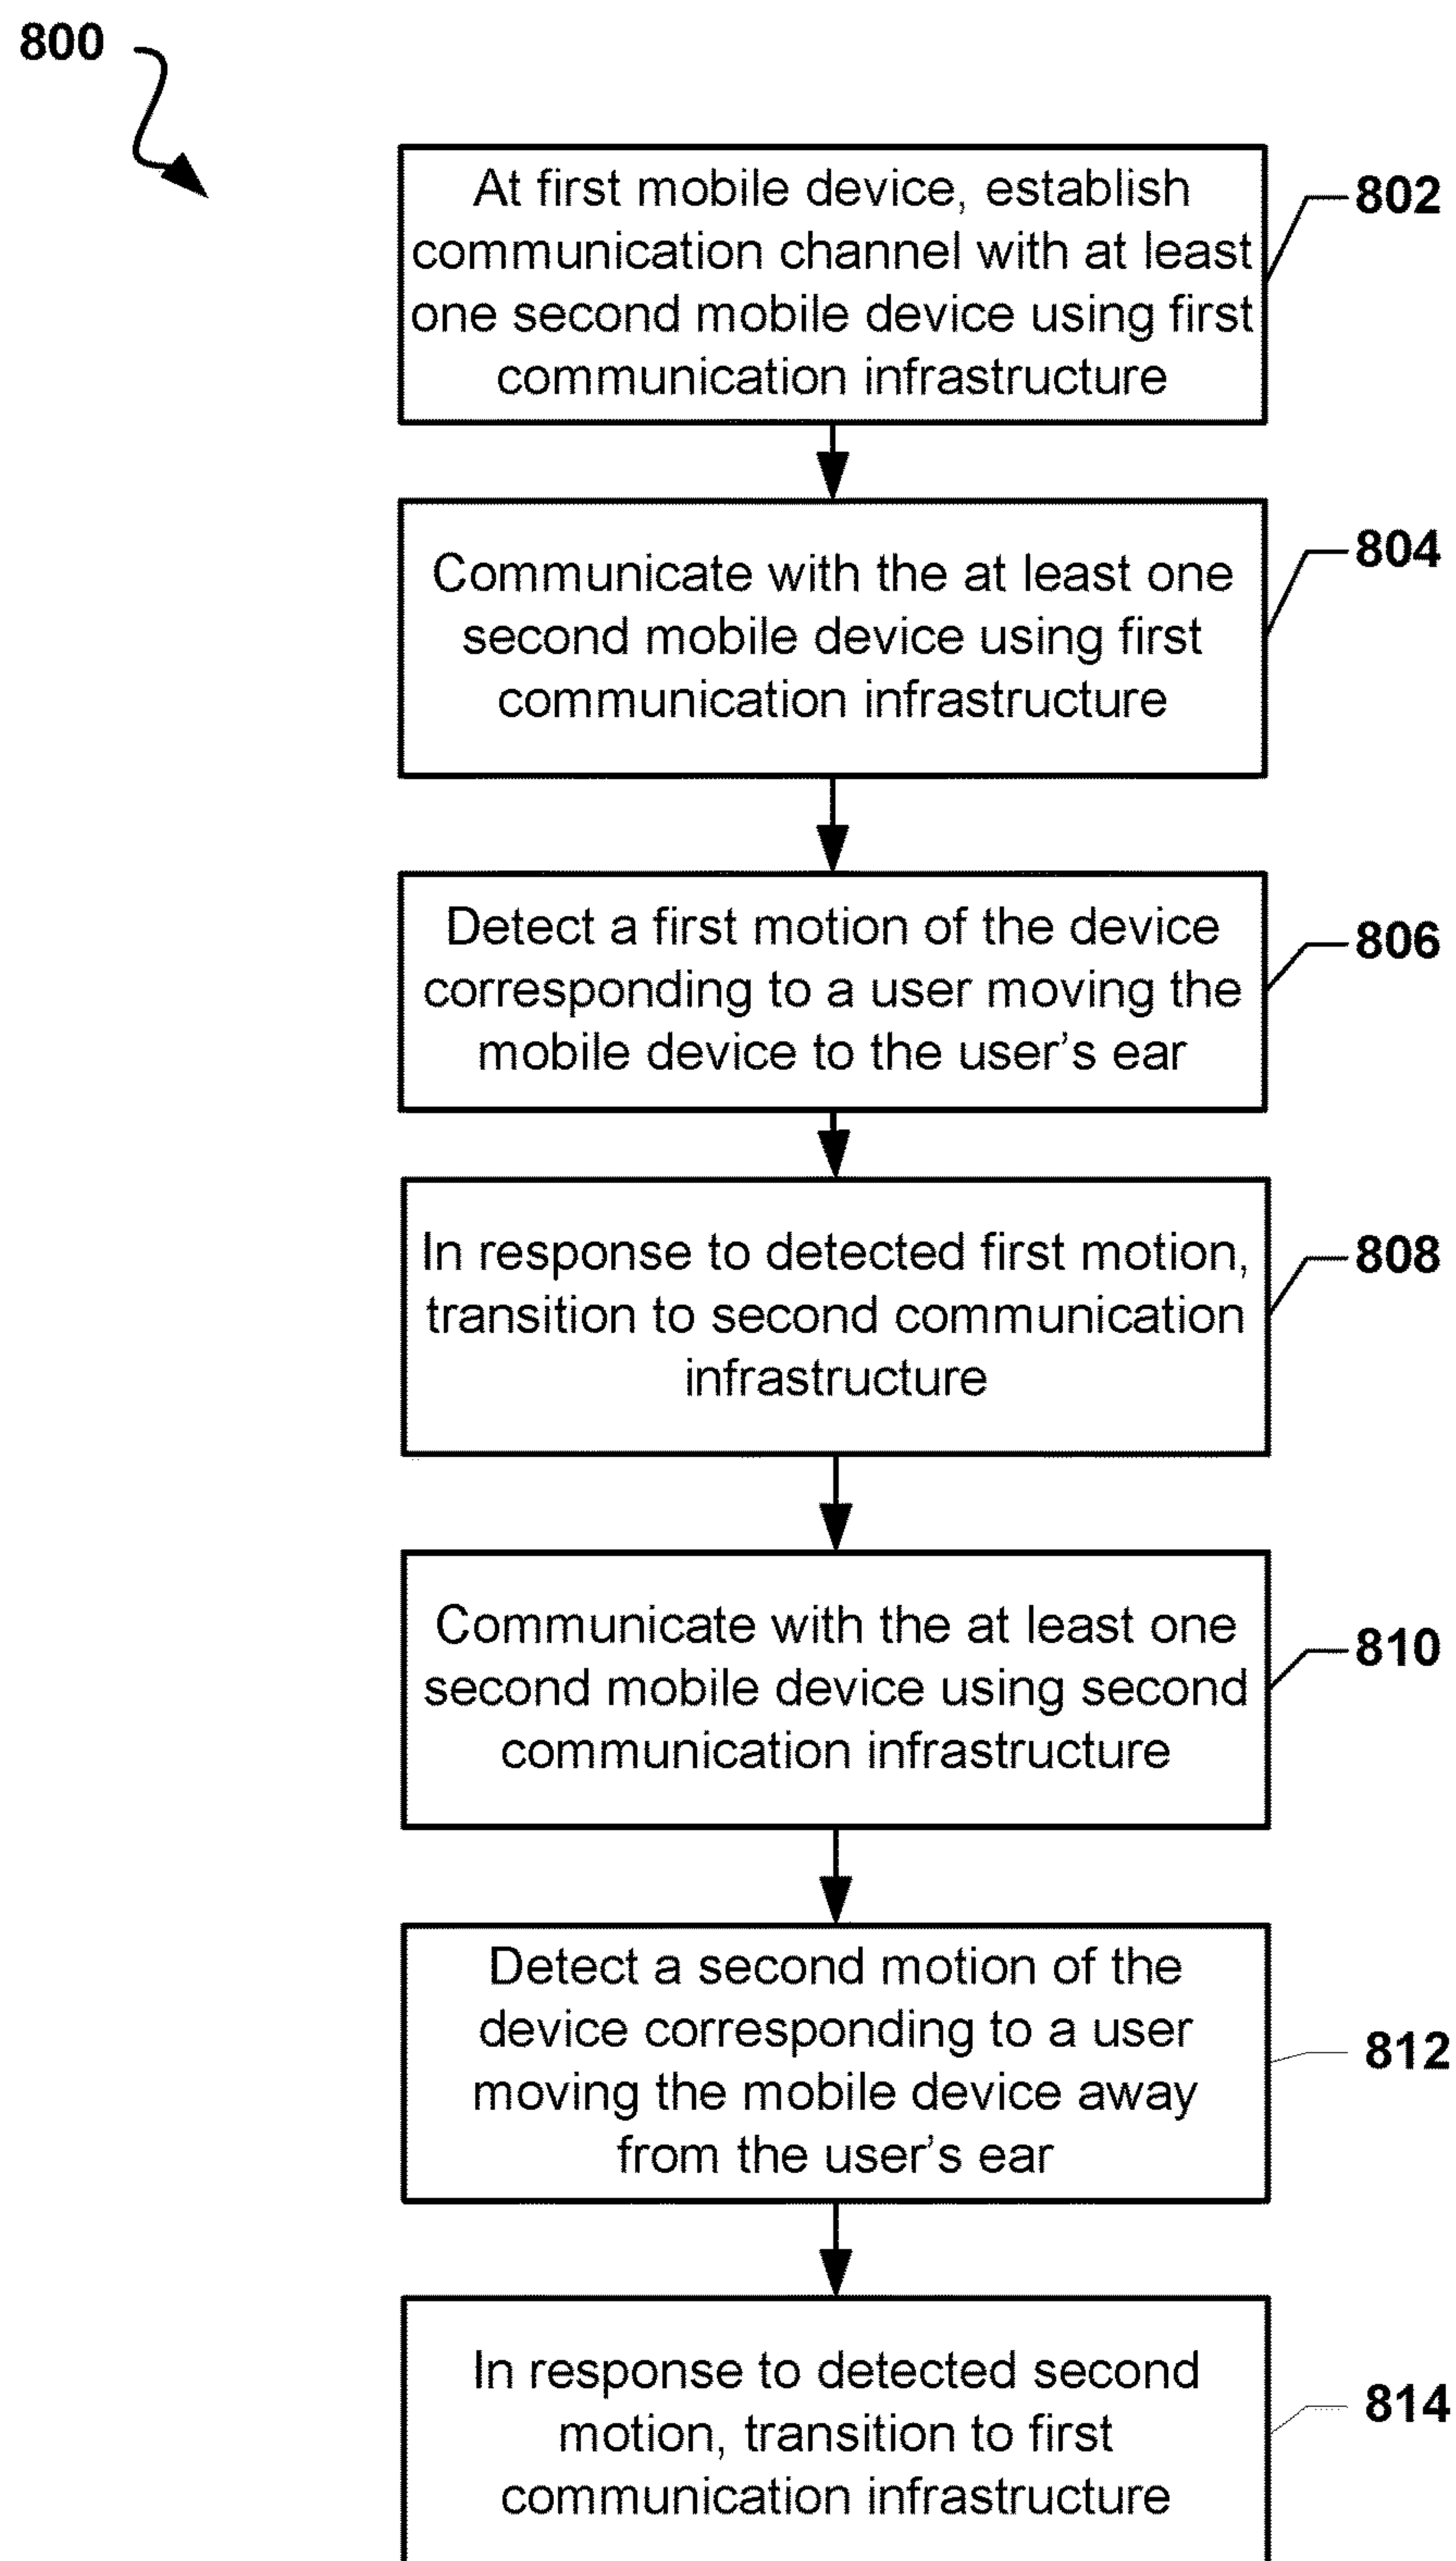 800
At first mobile device, establish
communication channel with at least
one second mobile device using first
communication infrastructure
802
Communicate with the at least one
second mobile device using first
communication infrastructure
804
Detect a first motion of the device
corresponding to a user moving the
mobile device to the user’s ear
806
In response to detected first motion,
transition to second communication
infrastructure
808
Communicate with the at least one
second mobile device using second
communication infrastructure
810
Detect a second motion of the
device corresponding to a user
moving the mobile device away
from the user’s ear
812
In response to detected second
motion, transition to first
communication infrastructure
814